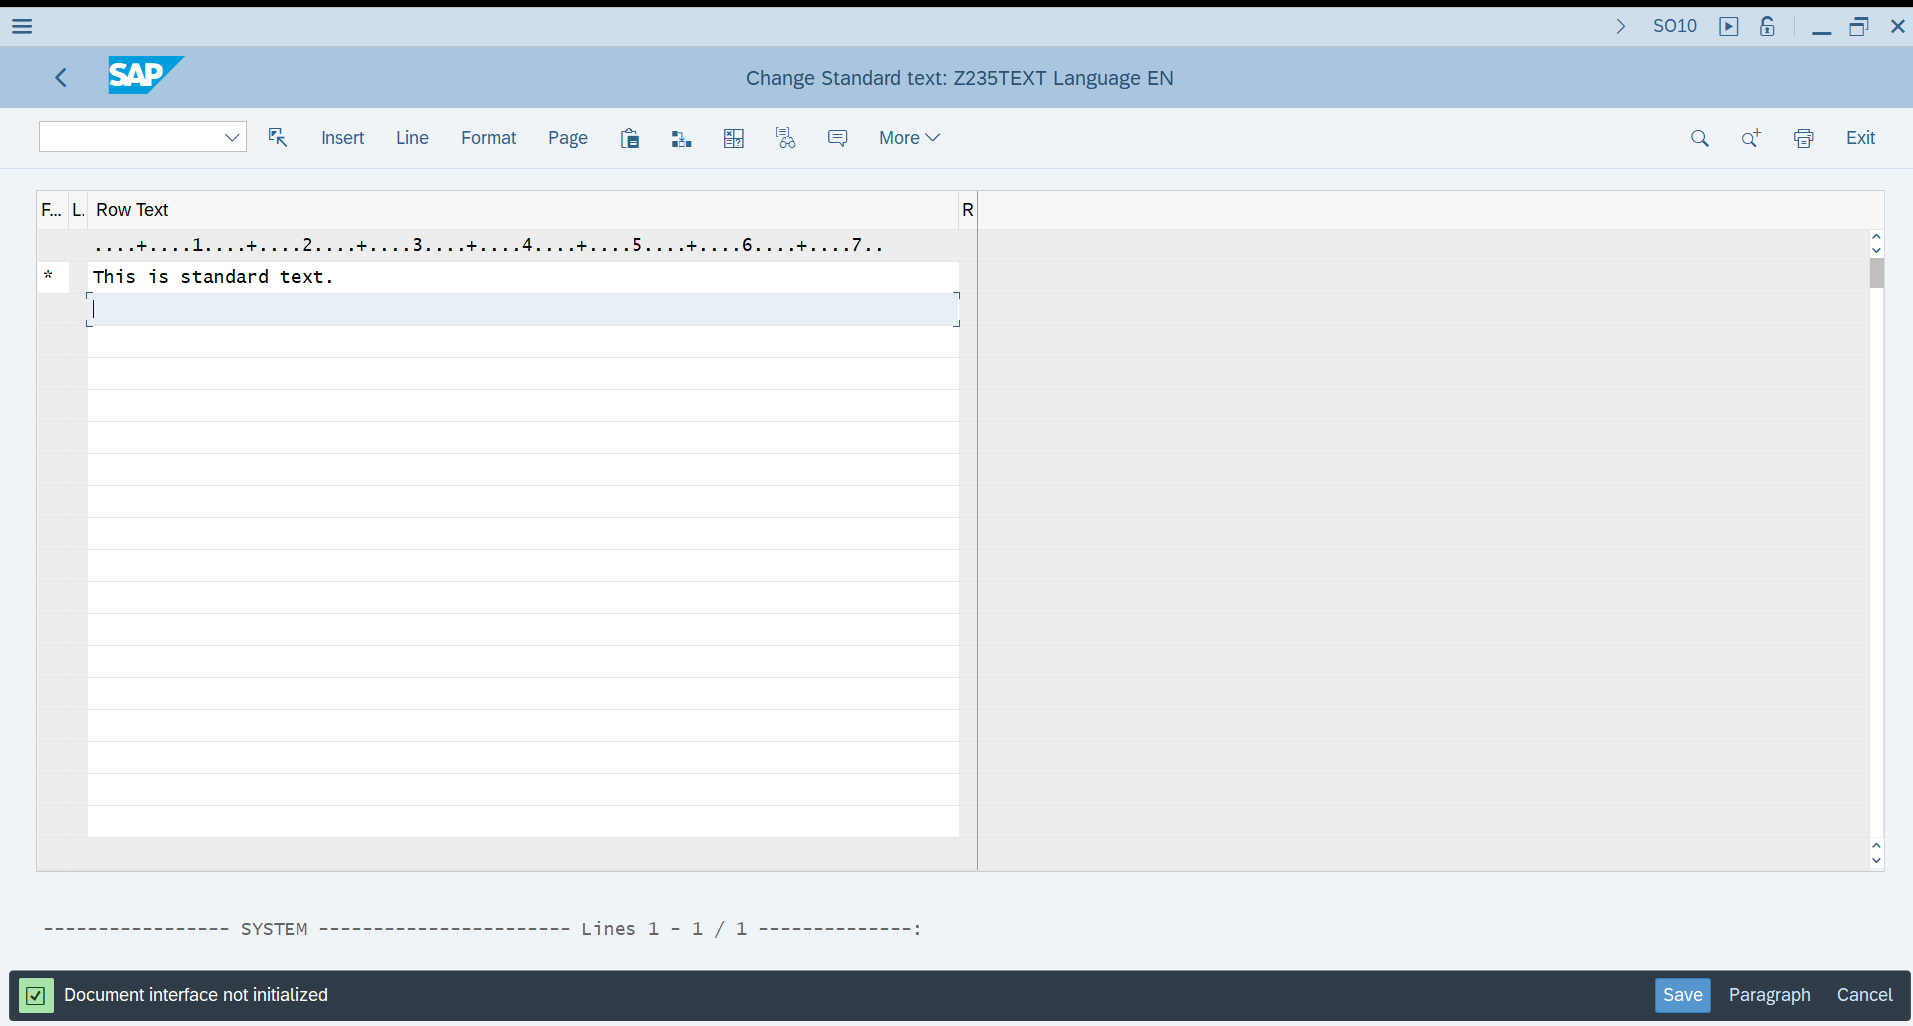 SO10
SAP
Change Standard text: Z235TEXT Language EN
Insert Line Format Page More Exit
F... L. Row Text R
....+....1....+....2....+....3....+....4....+....5....+....6....+....7..
* This is standard text.
----------------- SYSTEM ----------------------- Lines 1 - 1 / 1 --------------:
Document interface not initialized Save Paragraph Cancel